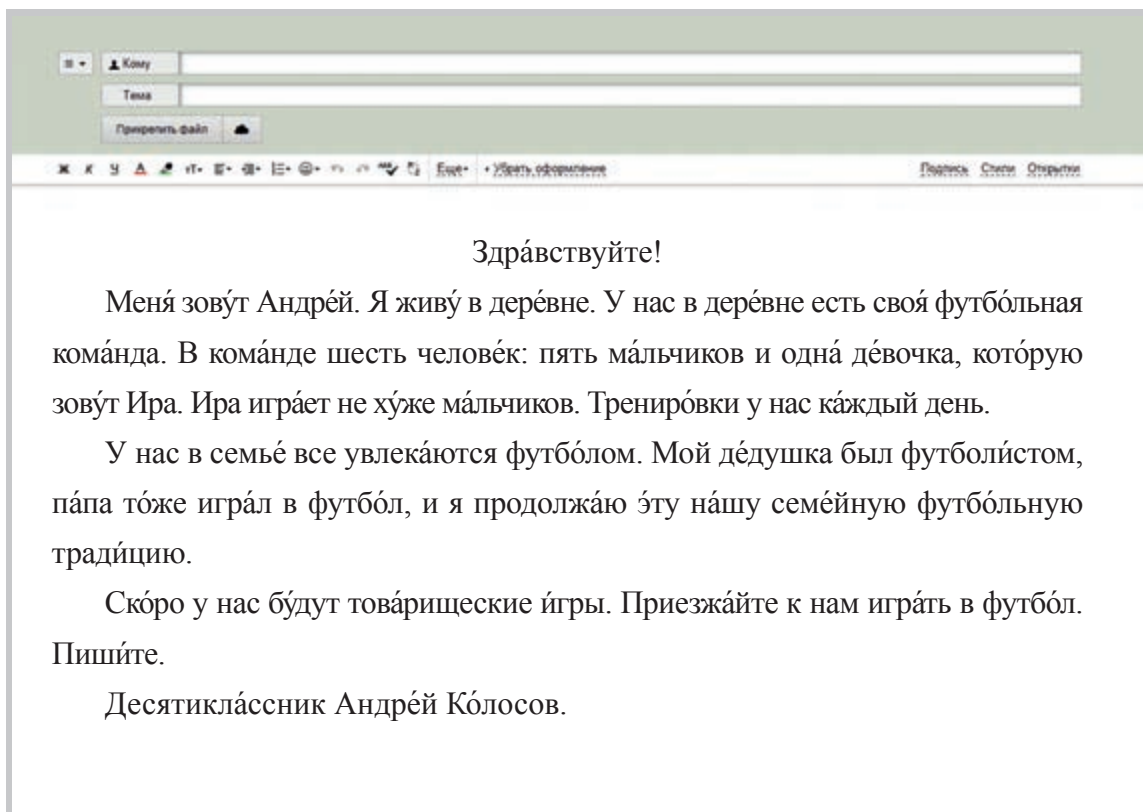 Кому
Тема
Прикрепить файл
Ж К У А тТ Еще Убрать оформление Подпись Стили Открытки
Здра́вствуйте!
Меня́ зову́т Андре́й. Я живу́ в дере́вне. У нас в дере́вне есть своя́ футбо́льная
кома́нда. В кома́нде шесть челове́к: пять ма́льчиков и одна́ де́вочка, кото́рую
зову́т Ира. Ира игра́ет не ху́же ма́льчиков. Трениро́вки у нас ка́ждый день.
У нас в семье́ все увлека́ются футбо́лом. Мой де́душка был футболи́стом,
па́па то́же игра́л в футбо́л, и я продолжа́ю э́ту на́шу семе́йную футбо́льную
тради́цию.
Ско́ро у нас бу́дут това́рищеские и́гры. Приезжа́йте к нам игра́ть в футбо́л.
Пиши́те.
Десятикла́ссник Андре́й Ко́лосов.